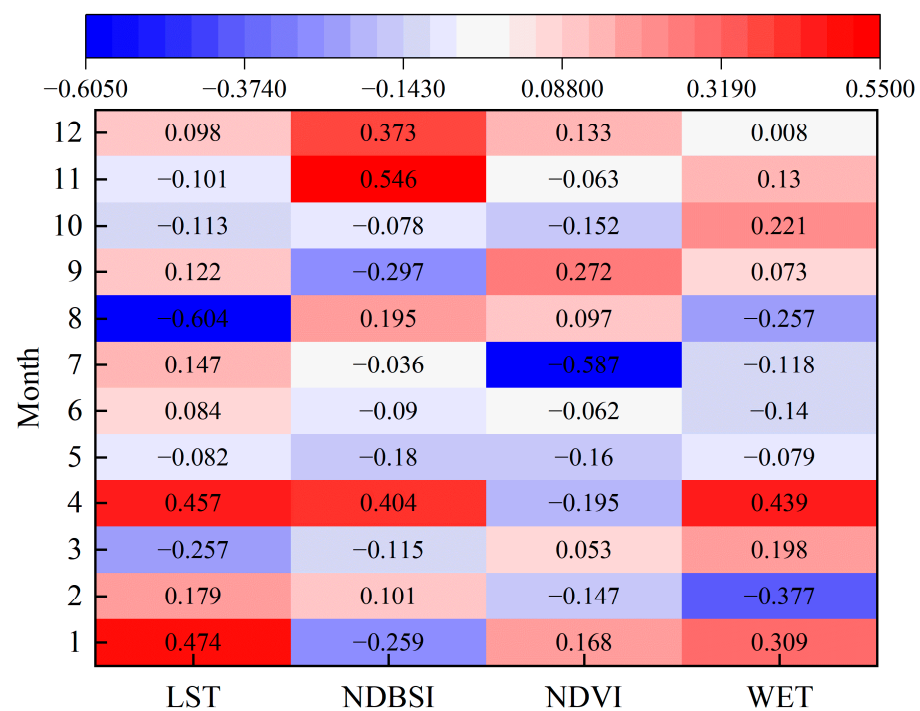 −0.6050 −0.3740 −0.1430 0.08800 0.3190 0.5500
12 0.098 0.373 0.133 0.008
11 −0.101 0.546 −0.063 0.13
10 −0.113 −0.078 −0.152 0.221
9 0.122 −0.297 0.272 0.073
8 −0.604 0.195 0.097 −0.257
7 0.147 −0.036 −0.587 −0.118
6 0.084 −0.09 −0.062 −0.14
5 −0.082 −0.18 −0.16 −0.079
4 0.457 0.404 −0.195 0.439
3 −0.257 −0.115 0.053 0.198
2 0.179 0.101 −0.147 −0.377
1 0.474 −0.259 0.168 0.309
Month
LST NDBSI NDVI WET